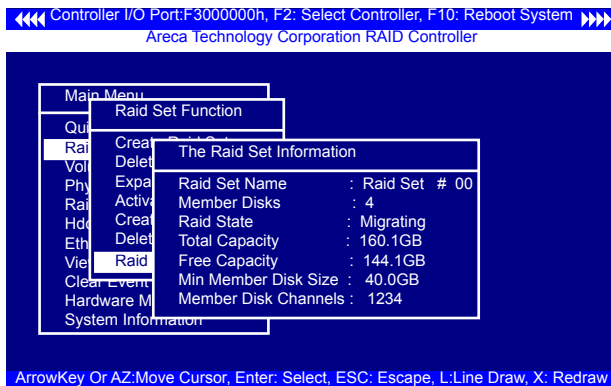 Controller I/O Port:F3000000h, F2: Select Controller, F10: Reboot System
Areca Technology Corporation RAID Controller
Main Menu
Raid Set Function
The Raid Set Information
Raid Set Name : Raid Set # 00
Member Disks : 4
Raid State : Migrating
Total Capacity : 160.1GB
Free Capacity : 144.1GB
Min Member Disk Size : 40.0GB
Member Disk Channels : 1234
Raid
Clear Event
Hardware M
System Information
ArrowKey Or AZ:Move Cursor, Enter: Select, ESC: Escape, L:Line Draw, X: Redraw